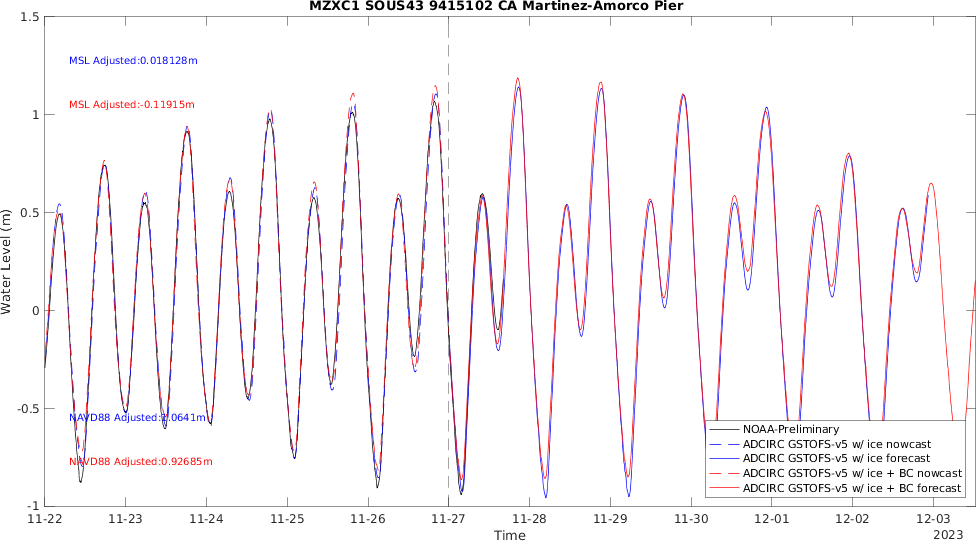 MZXC1 SOUS43 9415102 CA Martinez-Amorco Pier
1.5
1
0.5
0
-0.5
-1
Water Level (m)
MSL Adjusted:0.018128m
MSL Adjusted:-0.11915m
NAVD88 Adjusted:1.0641m
NAVD88 Adjusted:0.92685m
NOAA-Preliminary
ADCIRC GSTOFS-v5 w/ ice nowcast
ADCIRC GSTOFS-v5 w/ ice forecast
ADCIRC GSTOFS-v5 w/ ice + BC nowcast
ADCIRC GSTOFS-v5 w/ ice + BC forecast
11-22 11-23 11-24 11-25 11-26 11-27 11-28 11-29 11-30 12-01 12-02 12-03
Time
2023